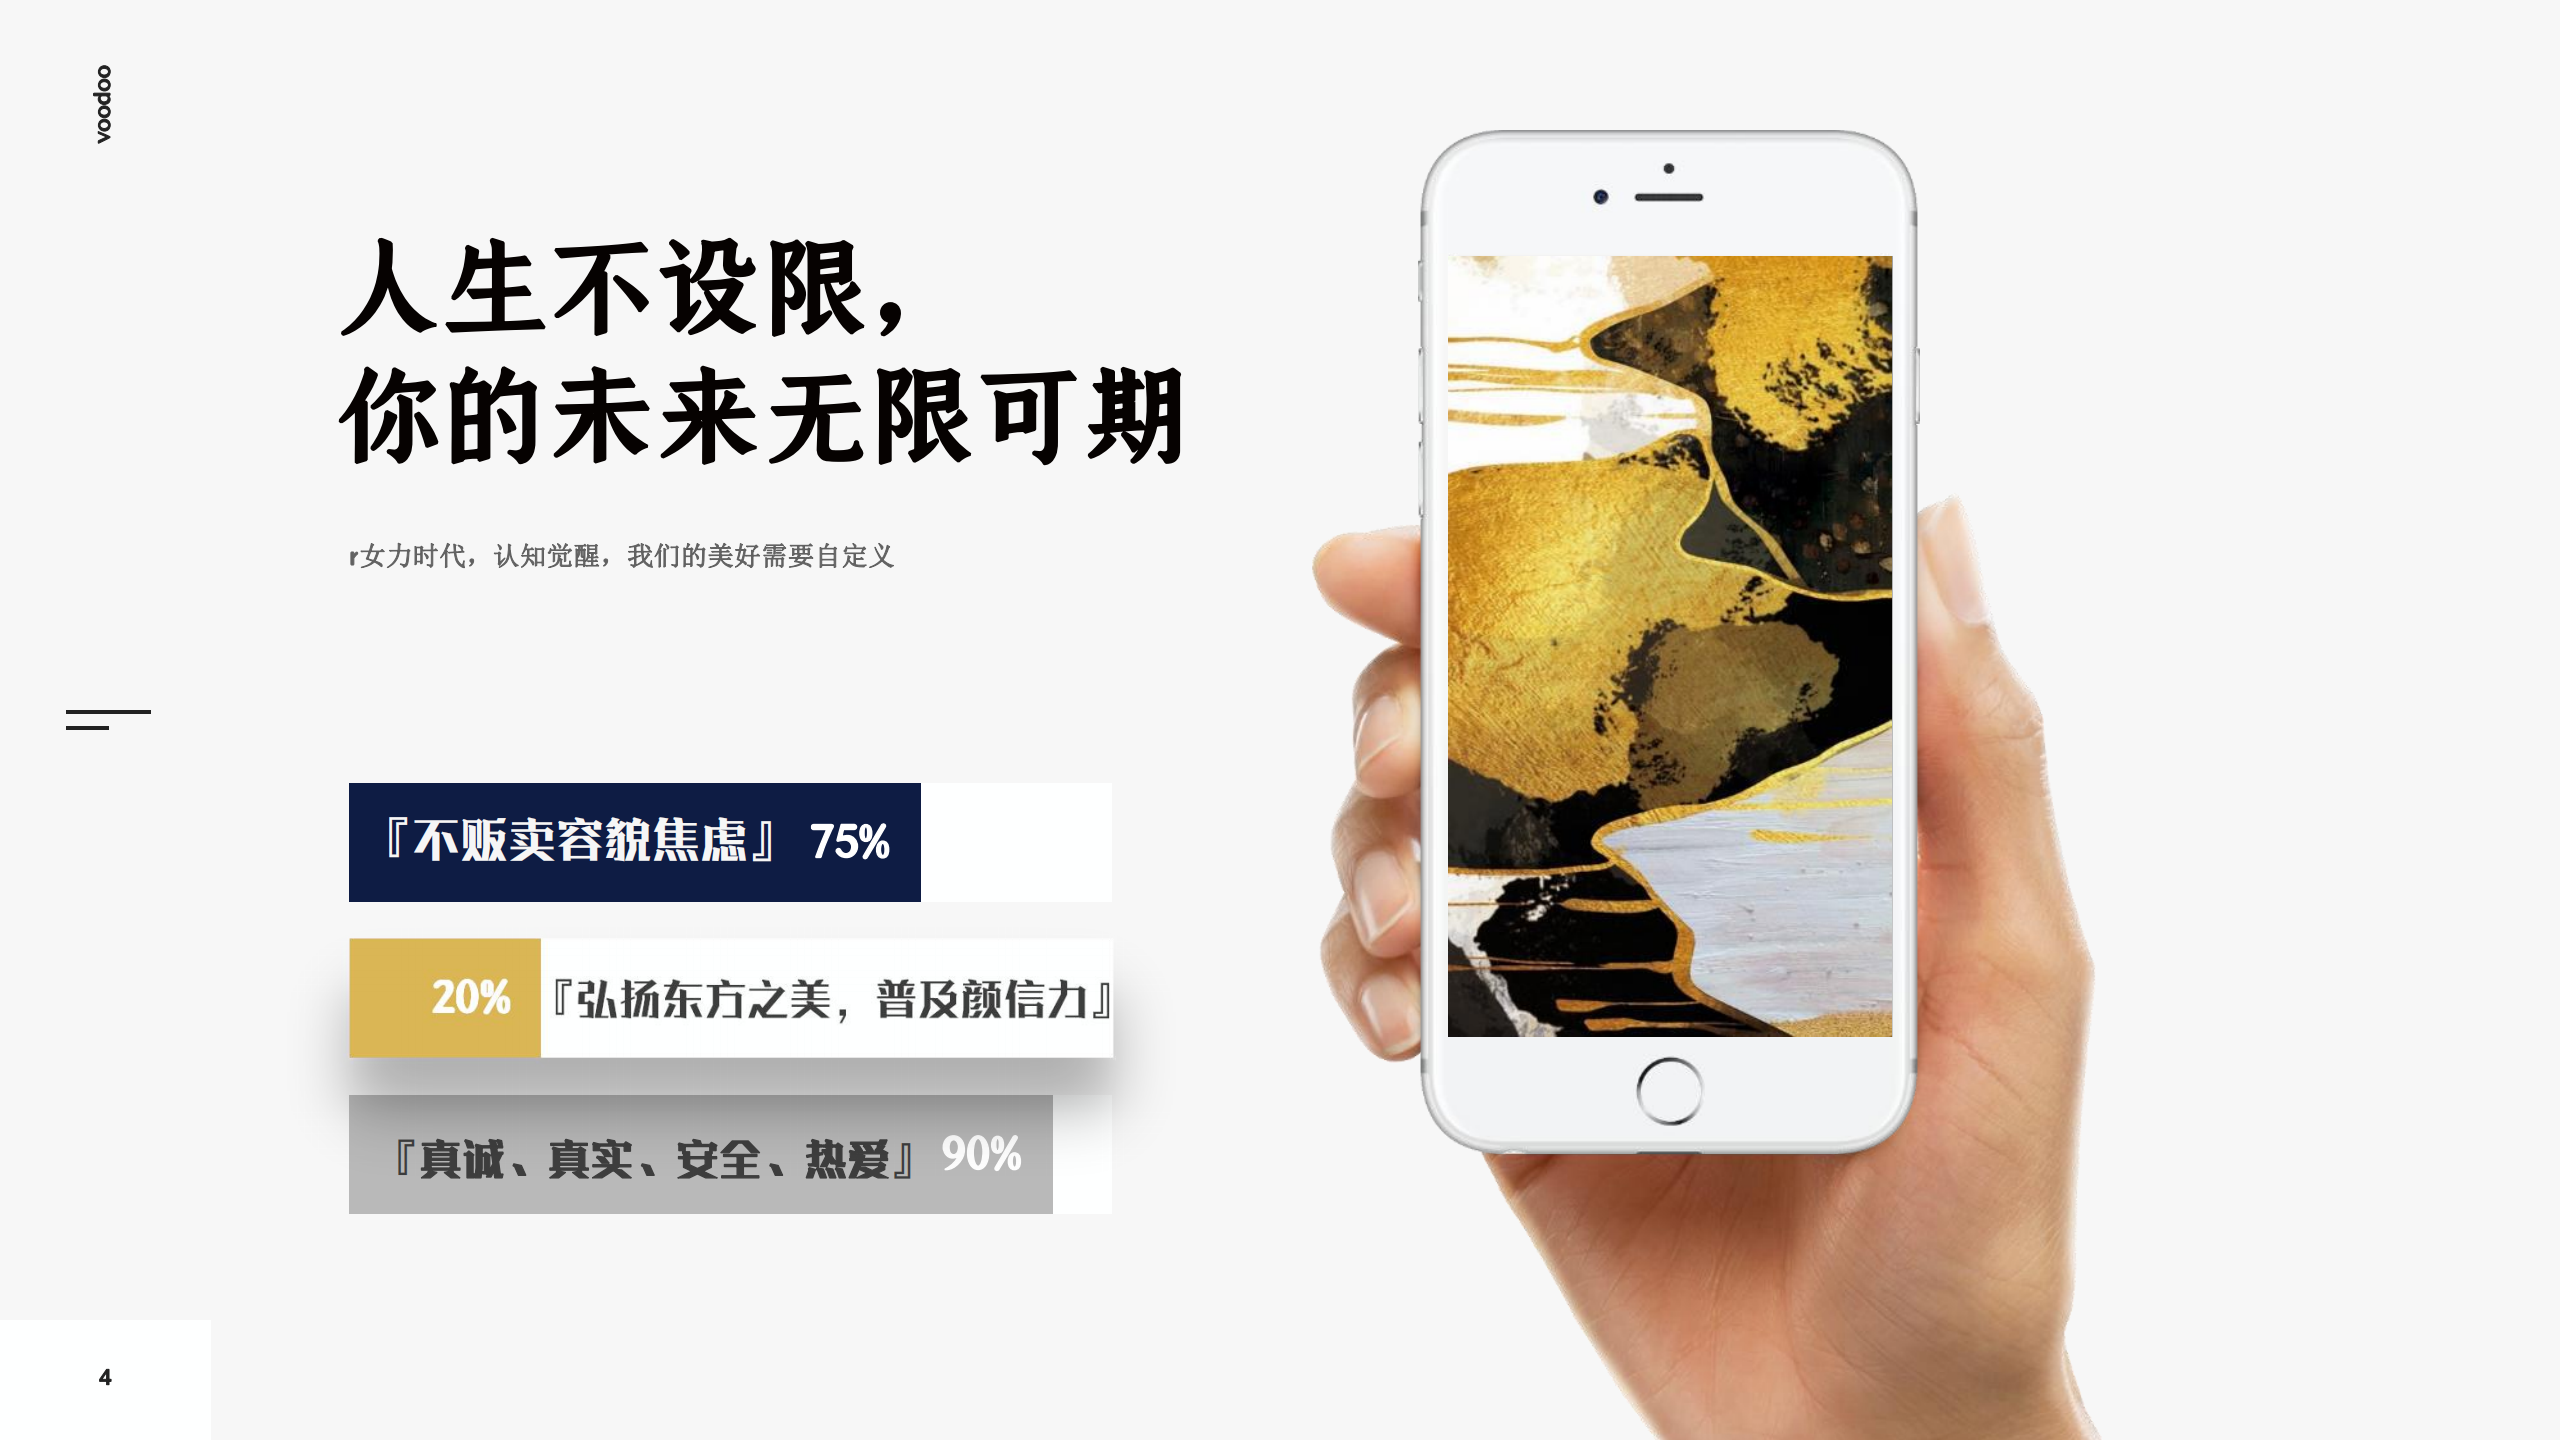 voodoo
人生不设限，
你的未来无限可期
r女力时代，认知觉醒，我们的美好需要自定义
『不贩卖容貌焦虑』 75%
20% 『弘扬东方之美，普及颜信力』
『真诚、真实、安全、热爱』 90%
4